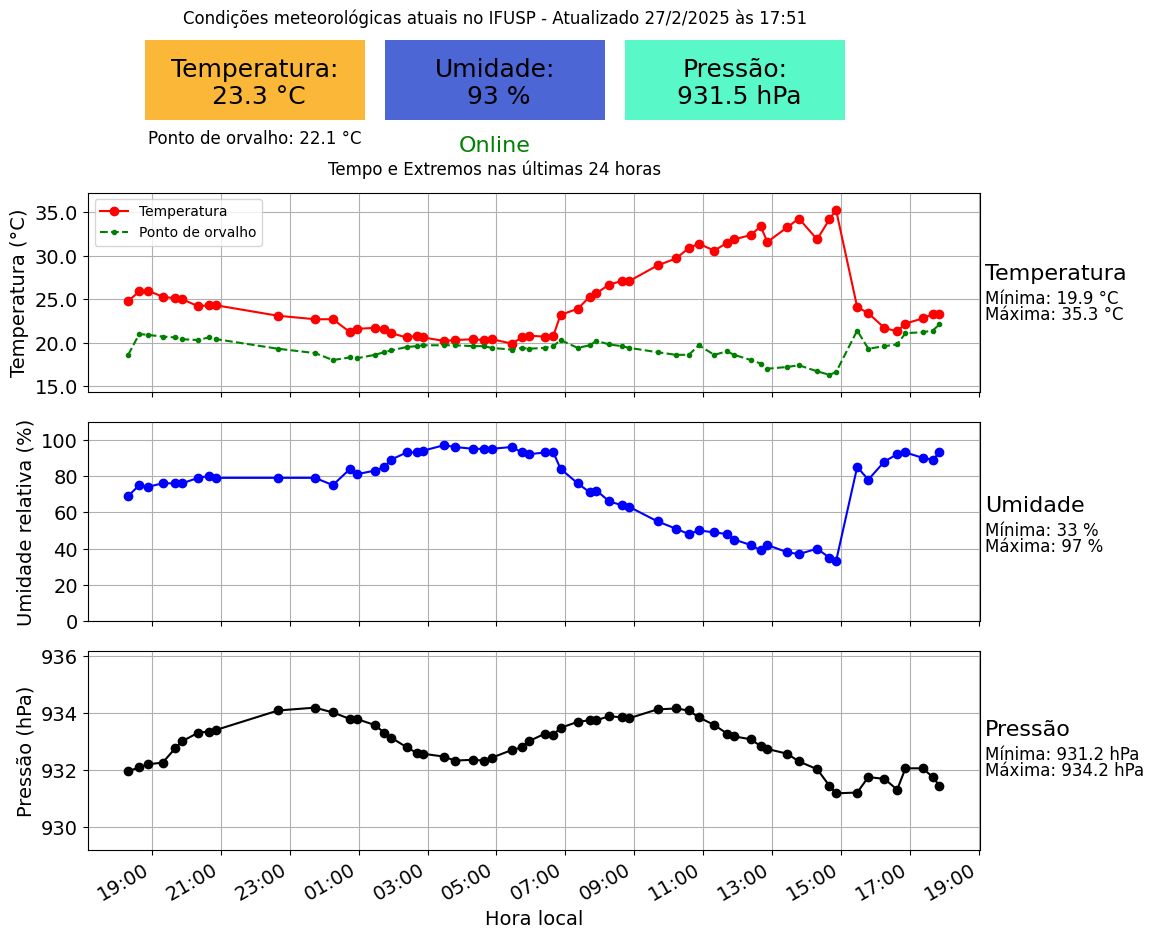 Condições meteorológicas atuais no IFUSP - Atualizado 27/2/2025 às 17:51
Temperatura:
23.3 °C
Umidade:
93 %
Pressão:
931.5 hPa
Ponto de orvalho: 22.1 °C
Online
Tempo e Extremos nas últimas 24 horas
Temperatura (°C)
35.0
30.0
25.0
20.0
15.0
Temperatura
Ponto de orvalho
Temperatura
Mínima: 19.9 °C
Máxima: 35.3 °C
Umidade relativa (%)
100
80
60
40
20
0
Umidade
Mínima: 33 %
Máxima: 97 %
Pressão (hPa)
936
934
932
930
Pressão
Mínima: 931.2 hPa
Máxima: 934.2 hPa
19:00 21:00 23:00 01:00 03:00 05:00 07:00 09:00 11:00 13:00 15:00 17:00 19:00
Hora local